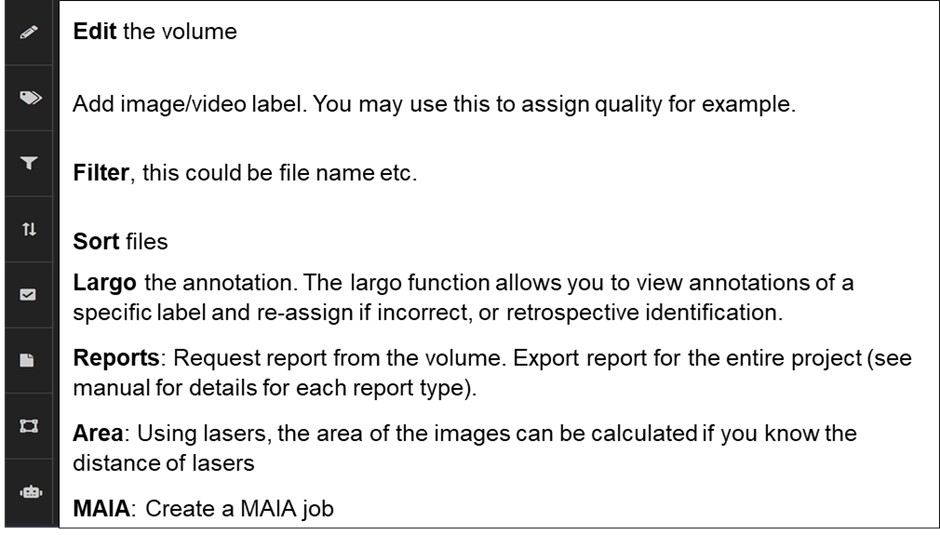 Edit the volume
Add image/video label. You may use this to assign quality for example.
Filter, this could be file name etc.
Sort files
Largo the annotation. The largo function allows you to view annotations of a
specific label and re-assign if incorrect, or retrospective identification.
Reports: Request report from the volume. Export report for the entire project (see
manual for details for each report type).
Area: Using lasers, the area of the images can be calculated if you know the
distance of lasers
MAIA: Create a MAIA job